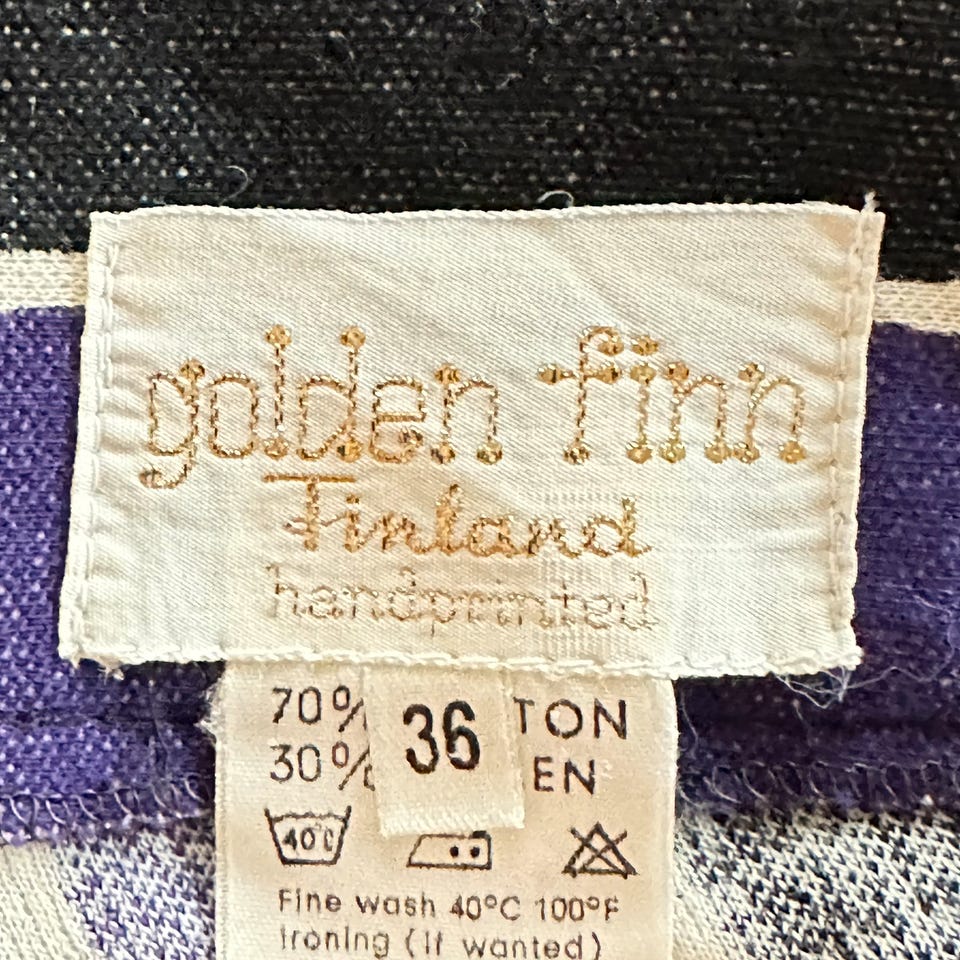 golden finn
Finland
handprinted
70% TON
30% EN
36
40°C
Fine wash 40°C 100°F
Ironing (if wanted)